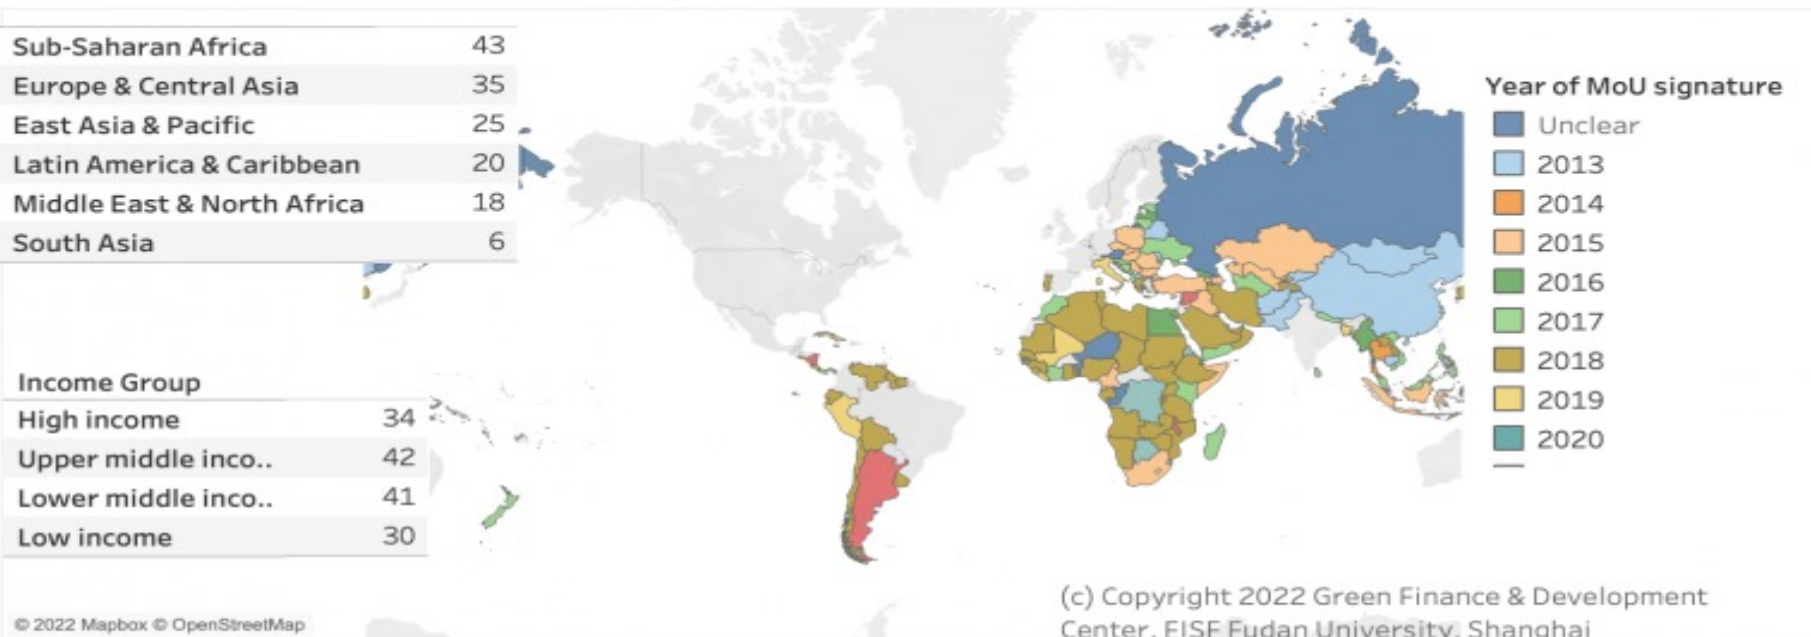 Sub-Saharan Africa 43
Europe & Central Asia 35
East Asia & Pacific 25
Latin America & Caribbean 20
Middle East & North Africa 18
South Asia 6
Income Group
High income 34
Upper middle inco.. 42
Lower middle inco.. 41
Low income 30
© 2022 Mapbox © OpenStreetMap
Year of MoU signature
Unclear
2013
2014
2015
2016
2017
2018
2019
2020
(c) Copyright 2022 Green Finance & Development
Center, FISF Fudan University, Shanghai